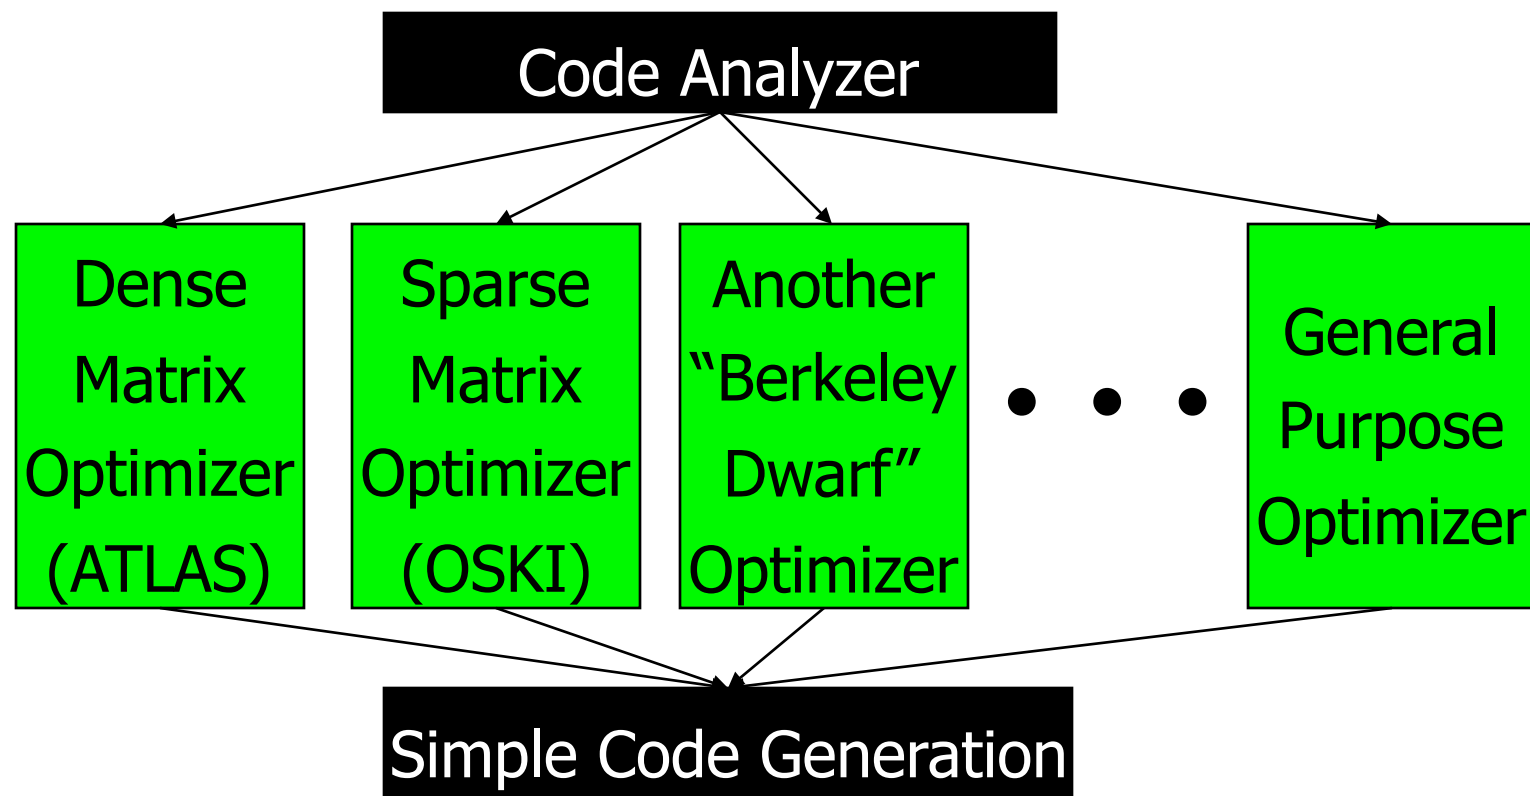 Code Analyzer
Dense
Matrix
Optimizer
(ATLAS)
Sparse
Matrix
Optimizer
(OSKI)
Another
“Berkeley
Dwarf”
Optimizer
• • •
General
Purpose
Optimizer
Simple Code Generation